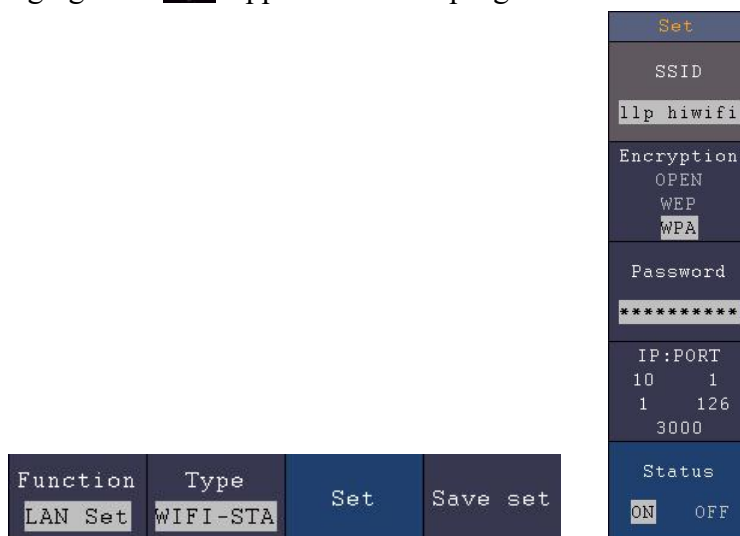 Set
SSID
llp hiwifi
Encryption
OPEN
WEP
WPA
Password
**********
IP:PORT
10 1
1 126
3000
Status
ON OFF
Function Type Set Save set
LAN Set WIFI-STA